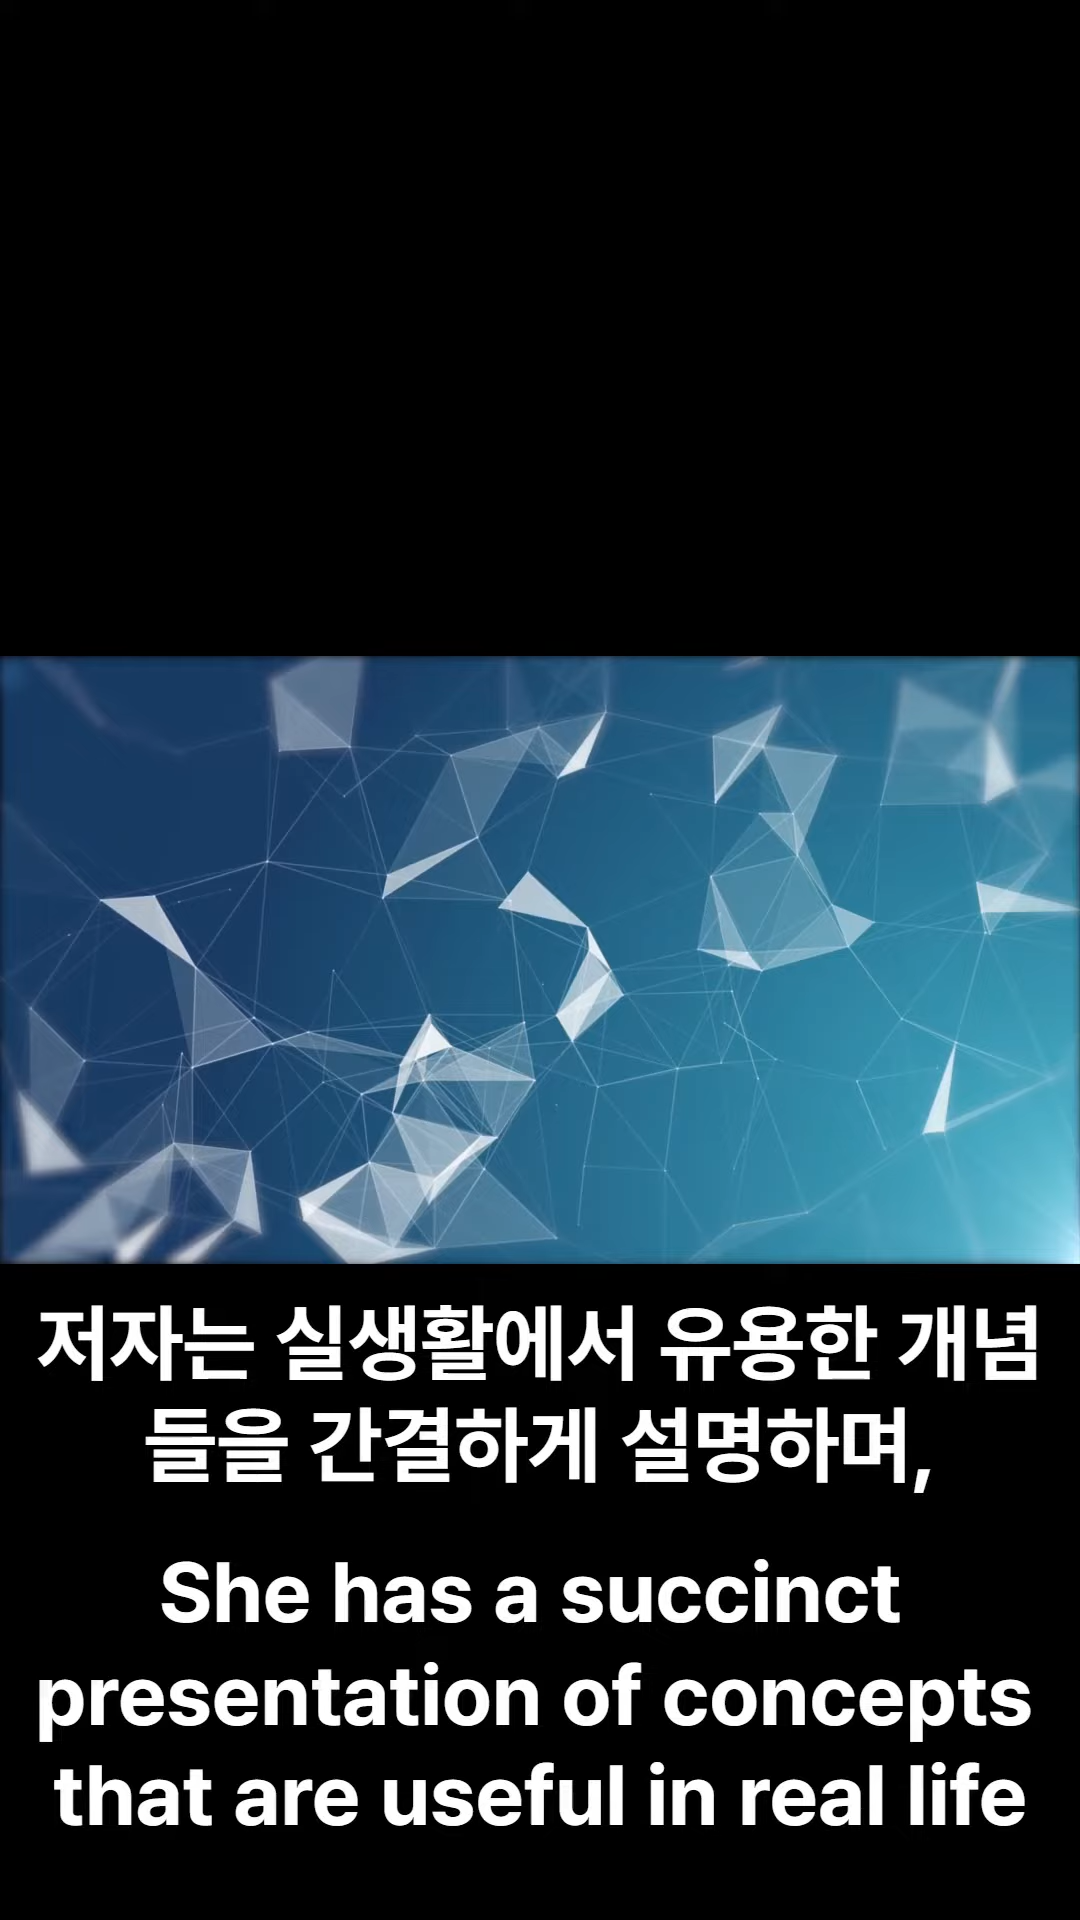 저자는 실생활에서 유용한 개념
들을 간결하게 설명하며,
She has a succinct
presentation of concepts
that are useful in real life